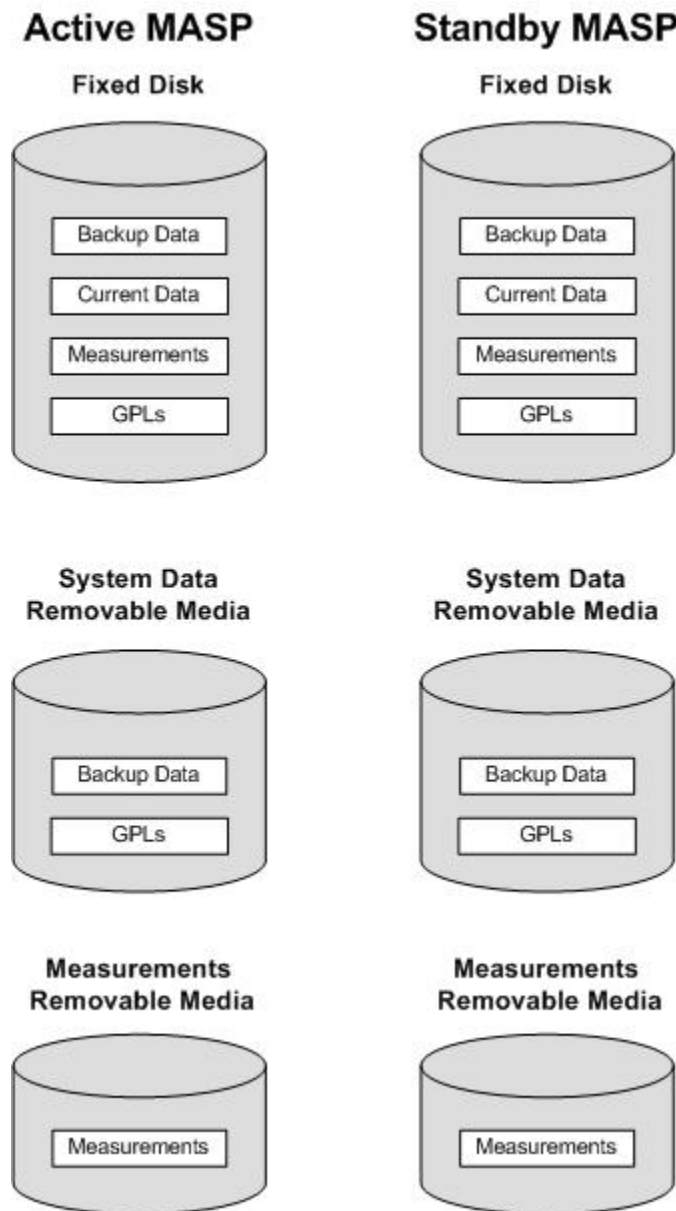 Active MASP
Standby MASP
Fixed Disk
Fixed Disk
Backup Data
Backup Data
Current Data
Current Data
Measurements
Measurements
GPLs
GPLs
System Data
Removable Media
System Data
Removable Media
Backup Data
Backup Data
GPLs
GPLs
Measurements
Removable Media
Measurements
Removable Media
Measurements
Measurements